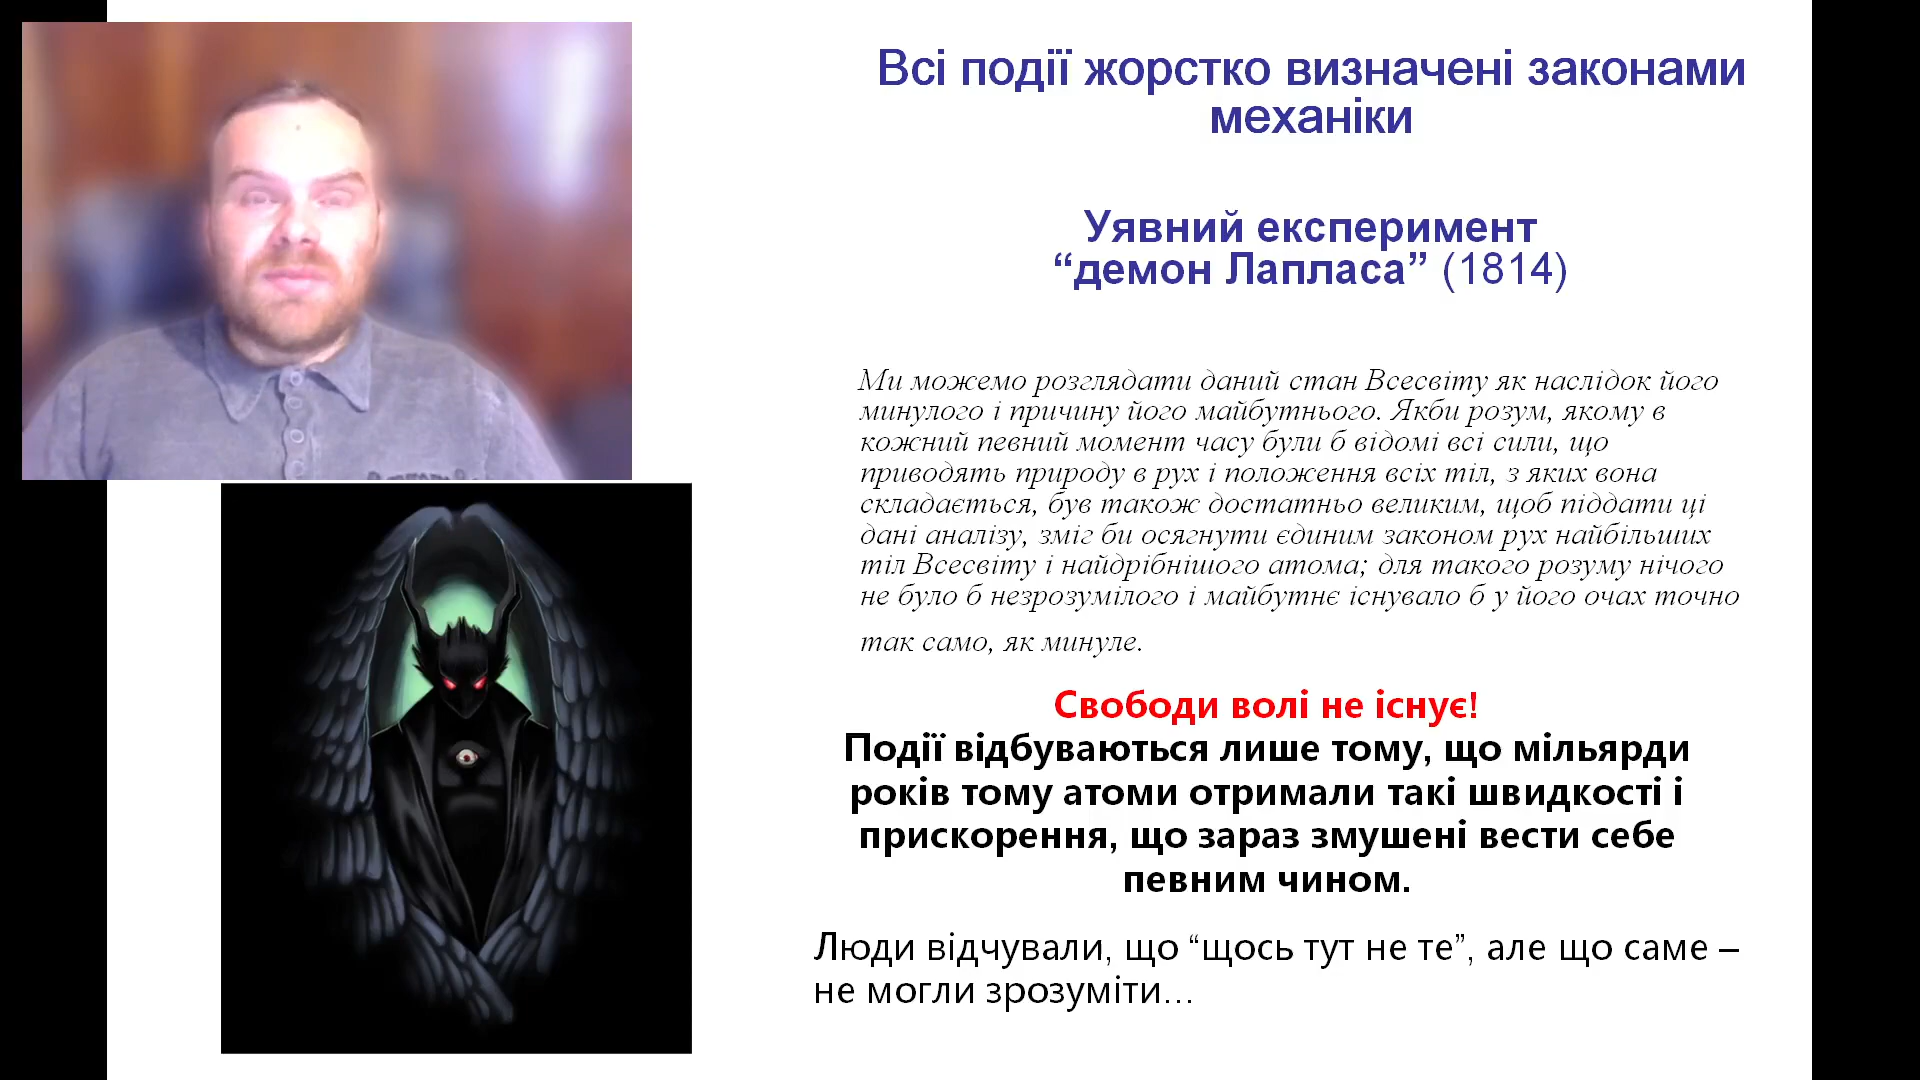 Всі події жорстко визначені законами
механіки
Уявний експеримент
“демон Лапласа” (1814)
Ми можемо розглядати даний стан Всесвіту як наслідок його
минулого і причину його майбутнього. Якби розум, якому в
кожний певний момент часу були б відомі всі сили, що
приводять природу в рух і положення всіх тіл, з яких вона
складається, був також достатньо великим, щоб піддати ці
дані аналізу, зміг би осягнути єдиним законом рух найбільших
тіл Всесвіту і найдрібнішого атома; для такого розуму нічого
не було б незрозумілого і майбутнє існувало б у його очах точно
так само, як минуле.
Свободи волі не існує!
Події відбуваються лише тому, що мільярди
років тому атоми отримали такі швидкості і
прискорення, що зараз змушені вести себе
певним чином.
Люди відчували, що “щось тут не те”, але що саме –
не могли зрозуміти...